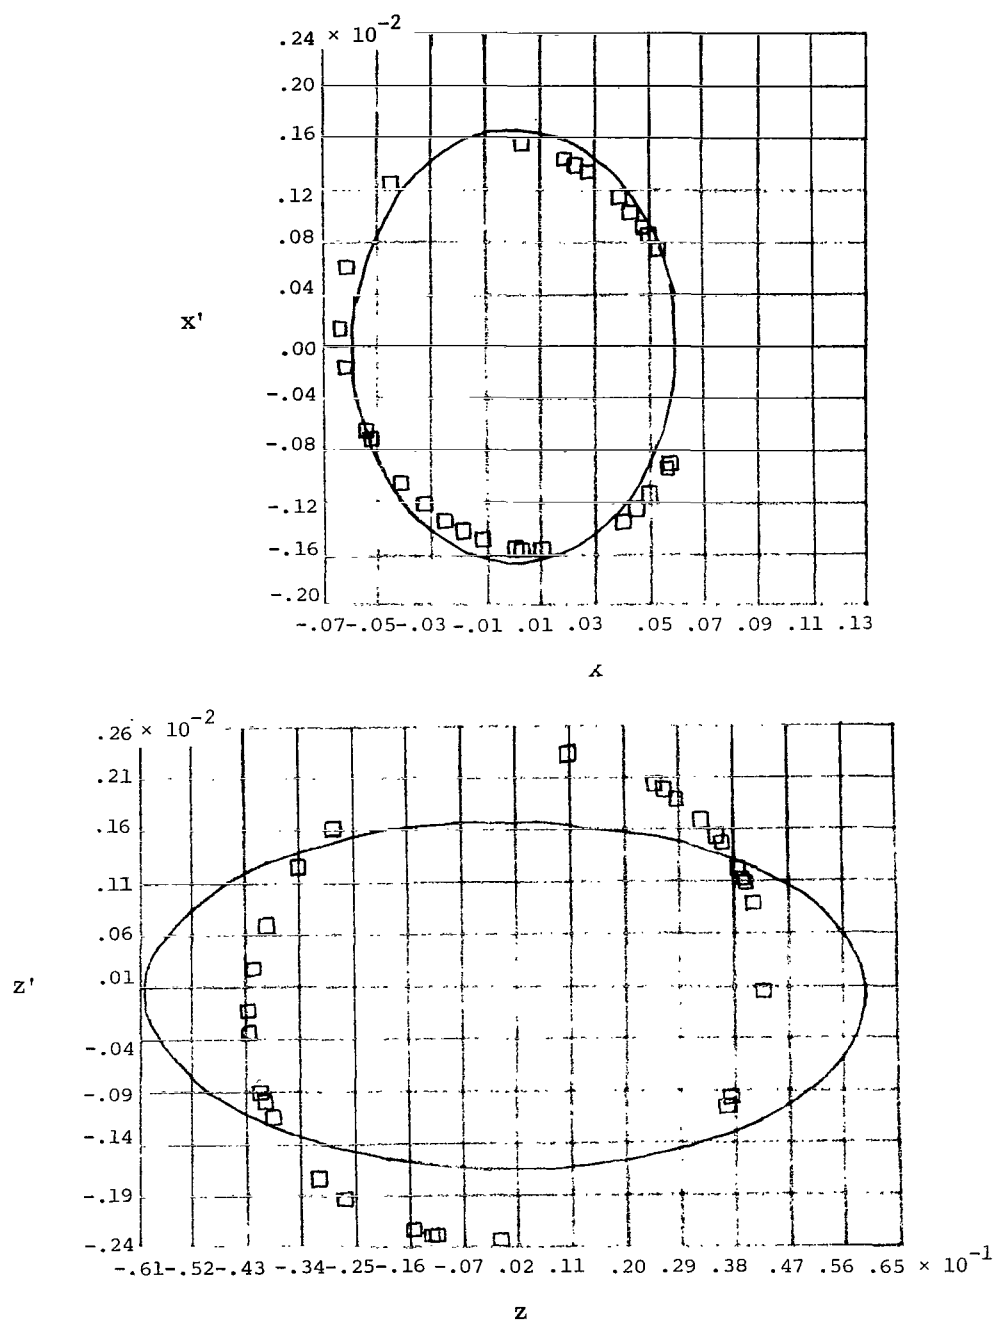 .24 × 10-2
.20
.16
.12
.08
.04
x'
.00
-.04
-.08
-.12
-.16
-.20
-.07-.05-.03 -.01 .01 .03 .05 .07 .09 .11 .13
x
.26 × 10-2
.21
.16
.11
.06
z' .01
-.04
-.09
-.14
-.19
-.24
-.61-.52-.43 -.34-.25-.16 -.07 .02 .11 .20 .29 .38 .47 .56 .65 × 10-1
z